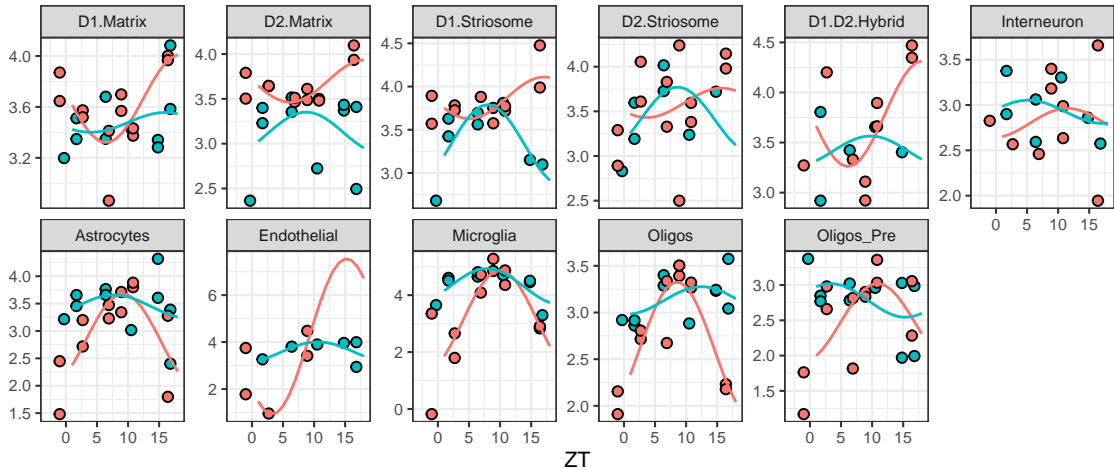 D1.Matrix D2.Matrix D1.Striosome D2.Striosome D1.D2.Hybrid Interneuron
4.0 3.6 3.2
4.0 3.5 3.0 2.5
4.5 4.0 3.5 3.0
4.0 3.5 3.0 2.5
4.5 4.0 3.5 3.0
3.5 3.0 2.5 2.0
0 5 10 15
Astrocytes Endothelial Microglia Oligos Oligos_Pre
4.0 3.5 3.0 2.5 2.0 1.5
6 4 2
4 2 0
3.5 3.0 2.5 2.0
3.0 2.5 2.0 1.5
0 5 10 15 0 5 10 15 0 5 10 15 0 5 10 15 0 5 10 15
ZT